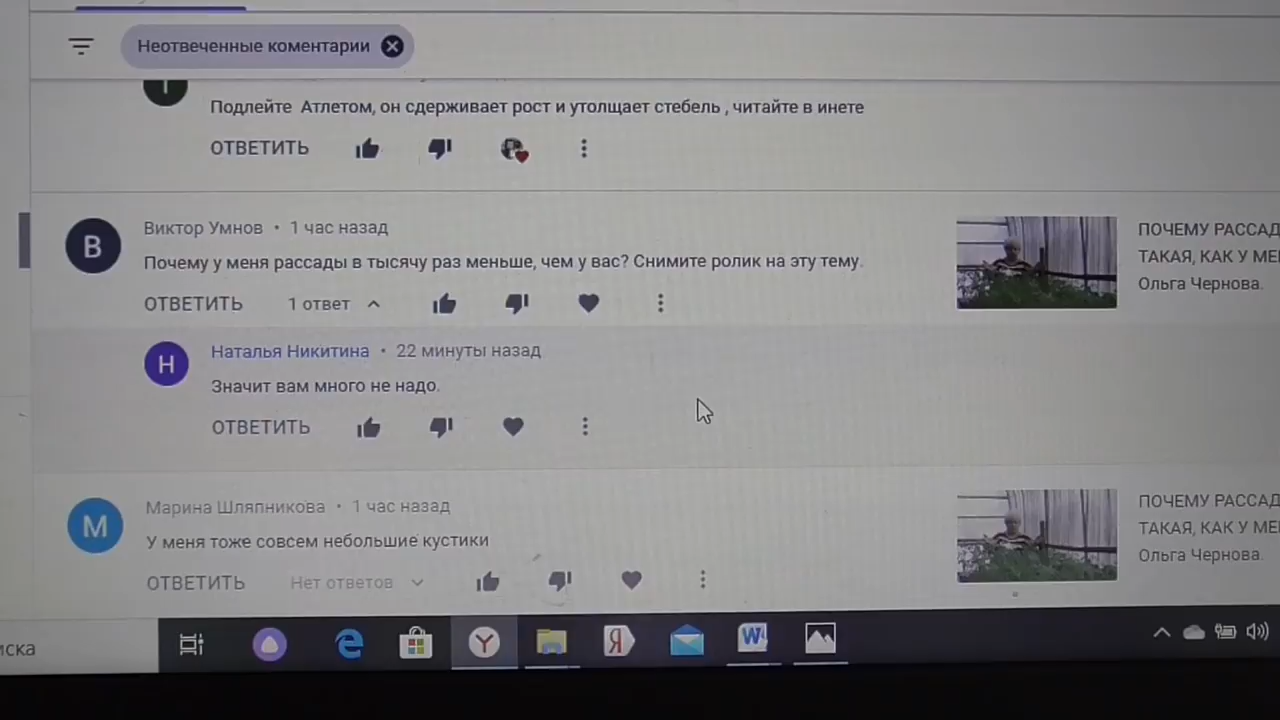 Неотвеченные коментарии
Подлейте Атлетом, он сдерживает рост и утолщает стебель , читайте в инете
ОТВЕТИТЬ
В
Виктор Умнов • 1 час назад
Почему у меня рассады в тысячу раз меньше, чем у вас? Снимите ролик на эту тему.
ОТВЕТИТЬ 1 ответ
ПОЧЕМУ РАССАД
ТАКАЯ, КАК У МЕ
Ольга Чернова.
Н
Наталья Никитина • 22 минуты назад
Значит вам много не надо.
ОТВЕТИТЬ
М
Марина Шляпникова • 1 час назад
У меня тоже совсем небольшие кустики
ОТВЕТИТЬ Нет ответов
ПОЧЕМУ РАССАД
ТАКАЯ, КАК У МЕ
Ольга Чернова.
иска